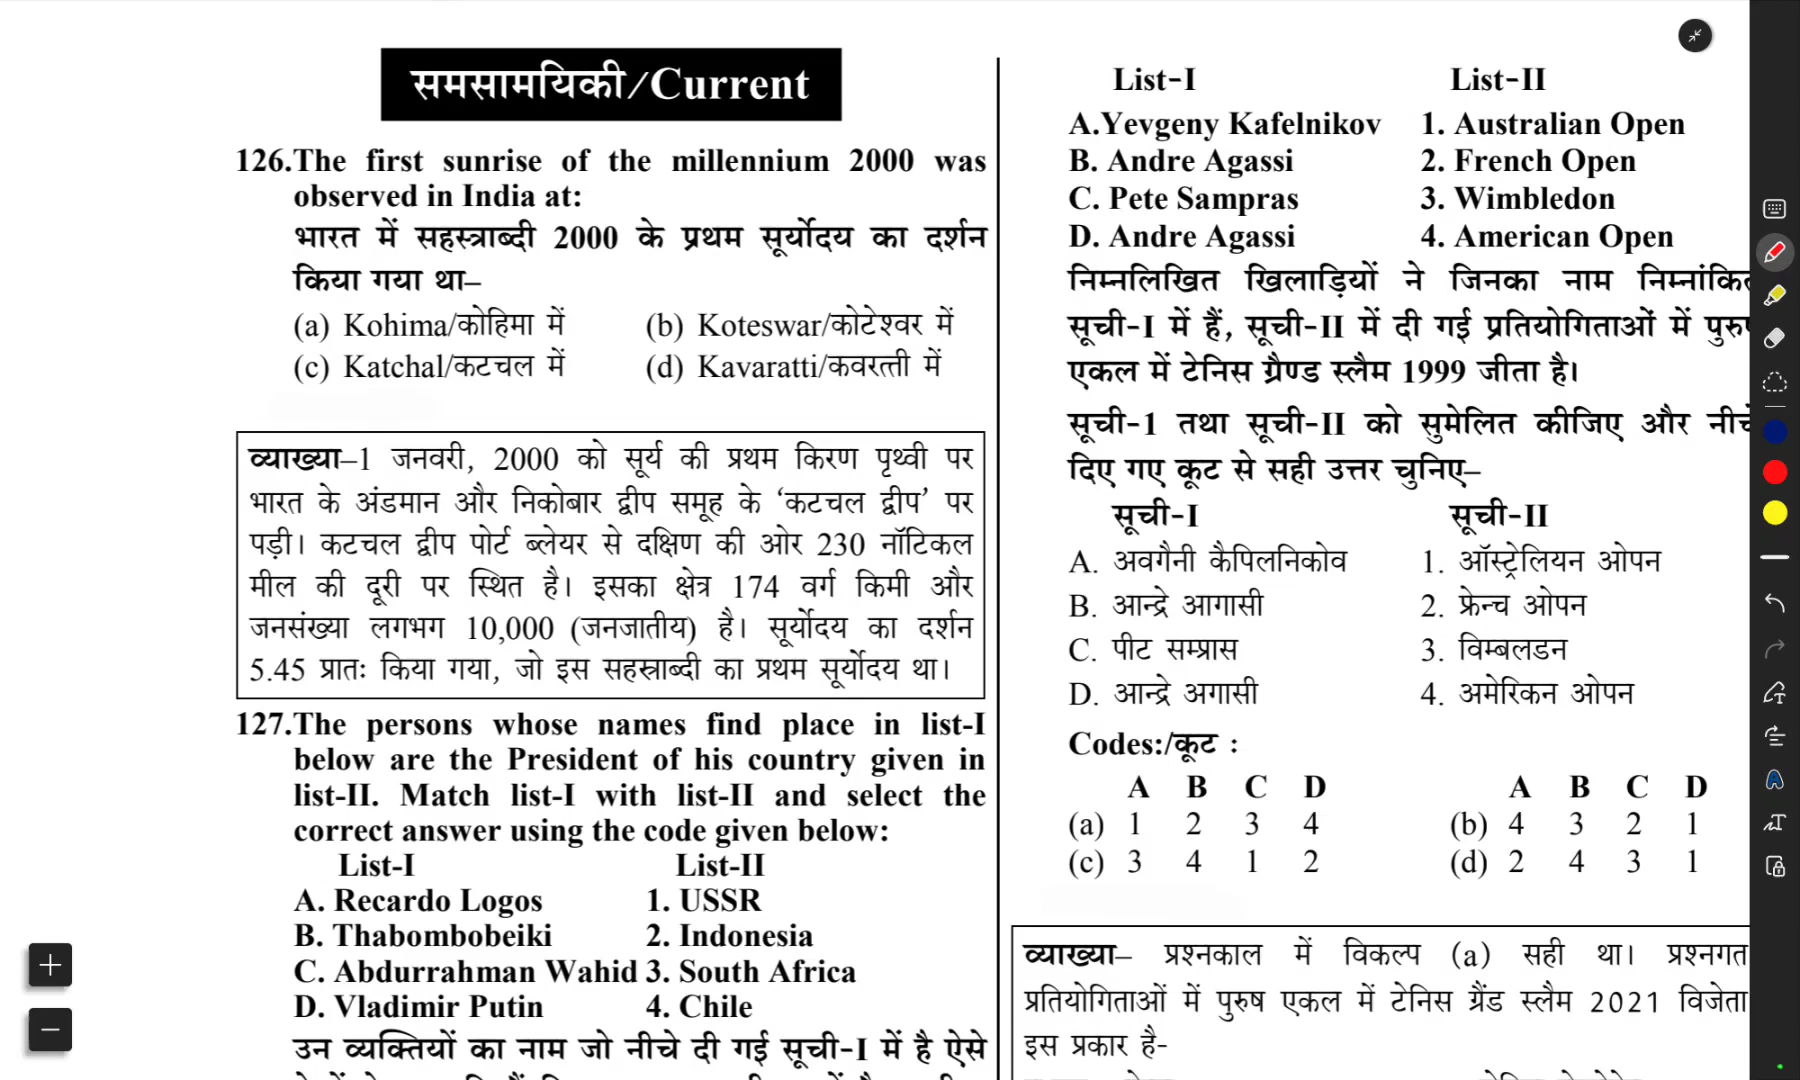 समसामयिकी/Current
126.The first sunrise of the millennium 2000 was
observed in India at:
भारत में सहस्त्राब्दी 2000 के प्रथम सूर्योदय का दर्शन
किया गया था–
(a) Kohima/कोहिमा में (b) Koteswar/कोटेश्वर में
(c) Katchal/कटचल में (d) Kavaratti/कवरत्ती में
व्याख्या–1 जनवरी, 2000 को सूर्य की प्रथम किरण पृथ्वी पर
भारत के अंडमान और निकोबार द्वीप समूह के ‘कटचल द्वीप’ पर
पड़ी। कटचल द्वीप पोर्ट ब्लेयर से दक्षिण की ओर 230 नॉटिकल
मील की दूरी पर स्थित है। इसका क्षेत्र 174 वर्ग किमी और
जनसंख्या लगभग 10,000 (जनजातीय) है। सूर्योदय का दर्शन
5.45 प्रातः किया गया, जो इस सहस्राब्दी का प्रथम सूर्योदय था।
127.The persons whose names find place in list-I
below are the President of his country given in
list-II. Match list-I with list-II and select the
correct answer using the code given below:
List-I List-II
A. Recardo Logos 1. USSR
B. Thabombobeiki 2. Indonesia
C. Abdurrahman Wahid 3. South Africa
D. Vladimir Putin 4. Chile
उन व्यक्तियों का नाम जो नीचे दी गई सूची-I में है ऐसे
List-I List-II
A.Yevgeny Kafelnikov 1. Australian Open
B. Andre Agassi 2. French Open
C. Pete Sampras 3. Wimbledon
D. Andre Agassi 4. American Open
निम्नलिखित खिलाड़ियों ने जिनका नाम निम्नांकित
सूची-I में हैं, सूची-II में दी गई प्रतियोगिताओं में
एकल में टेनिस ग्रैण्ड स्लैम 1999 जीता है।
सूची-1 तथा सूची-II को सुमेलित कीजिए और नीचे
दिए गए कूट से सही उत्तर चुनिए–
सूची-I सूची-II
A. अवगैनी कैपिलनिकोव 1. ऑस्ट्रेलियन ओपन
B. आन्द्रे आगासी 2. फ्रेन्च ओपन
C. पीट सम्प्रास 3. विम्बलडन
D. आन्द्रे अगासी 4. अमेरिकन ओपन
Codes:/कूट :
A B C D A B C D
(a) 1 2 3 4 (b) 4 3 2 1
(c) 3 4 1 2 (d) 2 4 3 1
व्याख्या– प्रश्नकाल में विकल्प (a) सही था। प्रश्नगत
प्रतियोगिताओं में पुरुष एकल में टेनिस ग्रैंड स्लैम 2021 विजेता
इस प्रकार है-